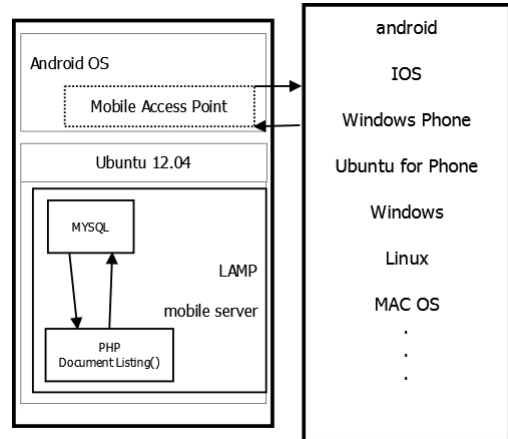 Android OS
Mobile Access Point
Ubuntu 12.04
MYSQL
LAMP
mobile server
PHP
Document Listing()
android
IOS
Windows Phone
Ubuntu for Phone
Windows
Linux
MAC OS
.
.
.